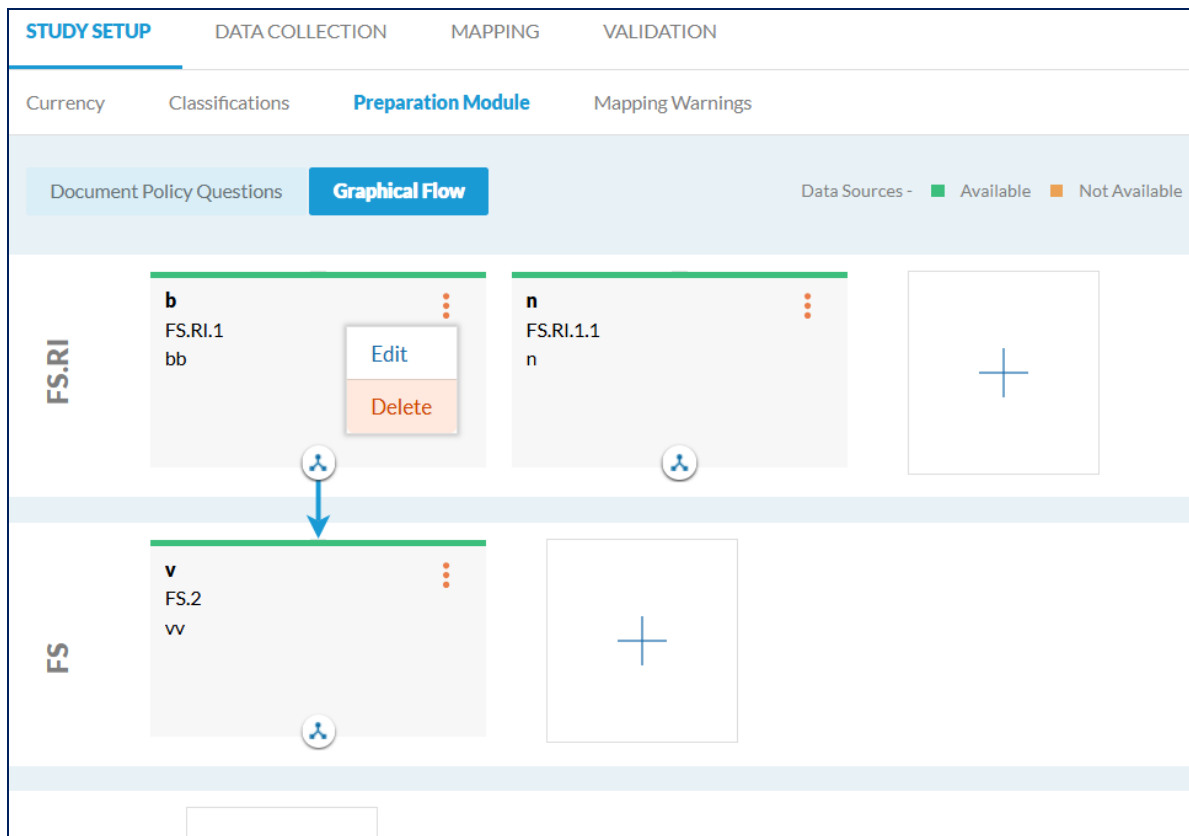 STUDY SETUP DATA COLLECTION MAPPING VALIDATION
Currency Classifications Preparation Module Mapping Warnings
Document Policy Questions Graphical Flow Data Sources - Available Not Available
FS.RI
b
FS.RI.1
bb
Edit
Delete
n
FS.RI.1.1
n
FS
v
FS.2
vv